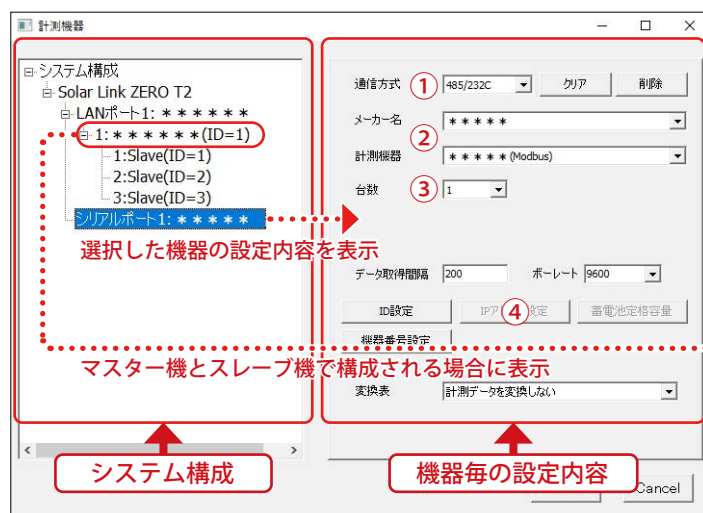 計測機器
システム構成
Solar Link ZERO T2
LANポート1: ＊＊＊＊＊＊
1: ＊＊＊＊＊＊(ID=1)
1:Slave(ID=1)
2:Slave(ID=2)
3:Slave(ID=3)
シリアルポート1: ＊＊＊＊＊
選択した機器の設定内容を表示
通信方式 ① 485/232C クリア 削除
メーカー名 ＊＊＊＊＊
②
計測機器 ＊＊＊＊＊(Modbus)
台数 ③ 1
データ取得間隔 200 ボーレート 9600
ID設定 ④ 蓄電池定格容量
機器番号設定
マスター機とスレーブ機で構成される場合に表示
変換表 計測データを変換しない
システム構成
機器毎の設定内容
Cancel